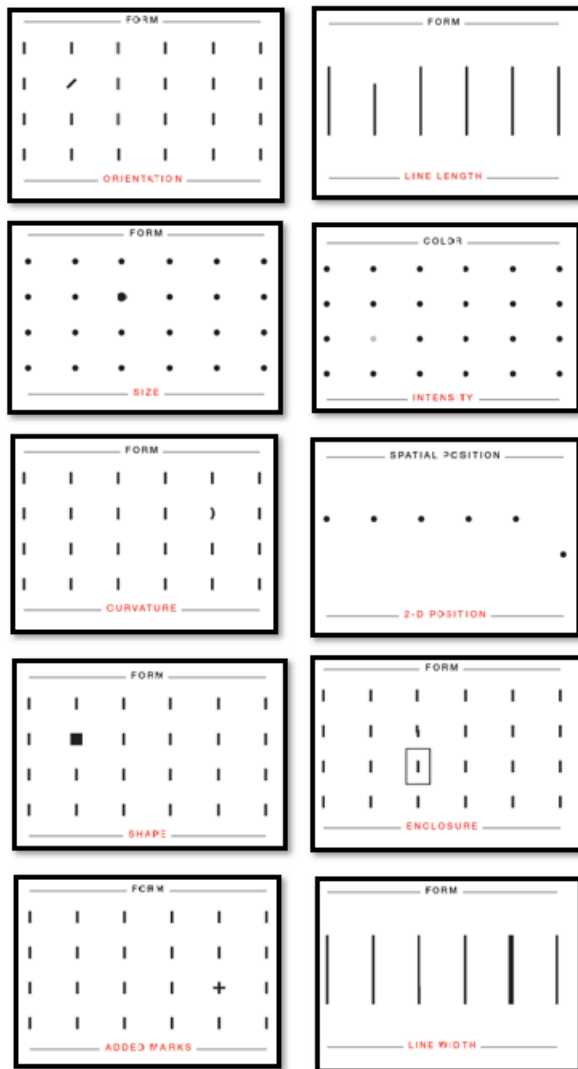 FORM
ORIENTATION
FORM
LINE LENGTH
FORM
SIZE
COLOR
INTENSITY
FORM
CURVATURE
SPATIAL POSITION
2-D POSITION
FORM
SHAPE
FORM
ENCLOSURE
FORM
ADDED MARKS
FORM
LINE WIDTH